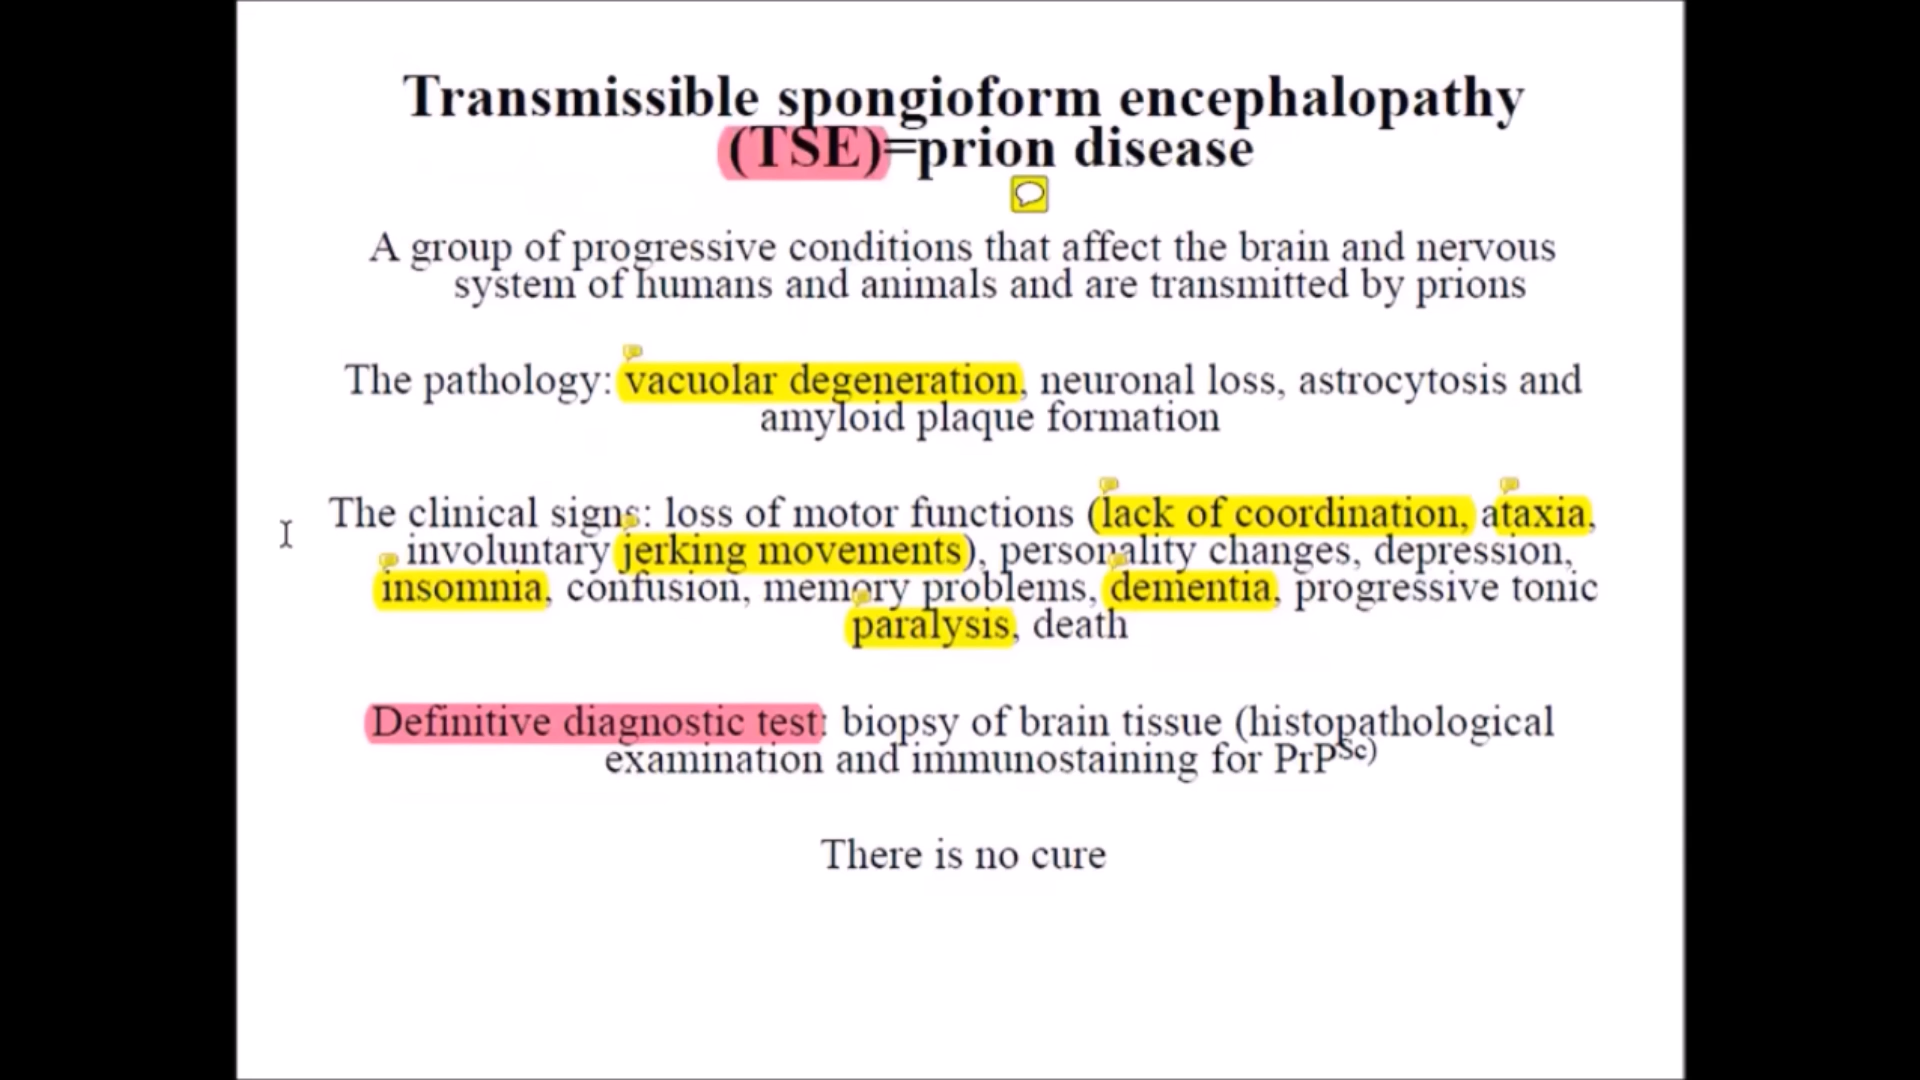 Transmissible spongioform encephalopathy
(TSE)=prion disease
A group of progressive conditions that affect the brain and nervous
system of humans and animals and are transmitted by prions
The pathology: vacuolar degeneration, neuronal loss, astrocytosis and
amyloid plaque formation
The clinical signs: loss of motor functions (lack of coordination, ataxia,
involuntary jerking movements), personality changes, depression,
insomnia, confusion, memory problems, dementia, progressive tonic
paralysis, death
Definitive diagnostic test: biopsy of brain tissue (histopathological
examination and immunostaining for PrPSc)
There is no cure